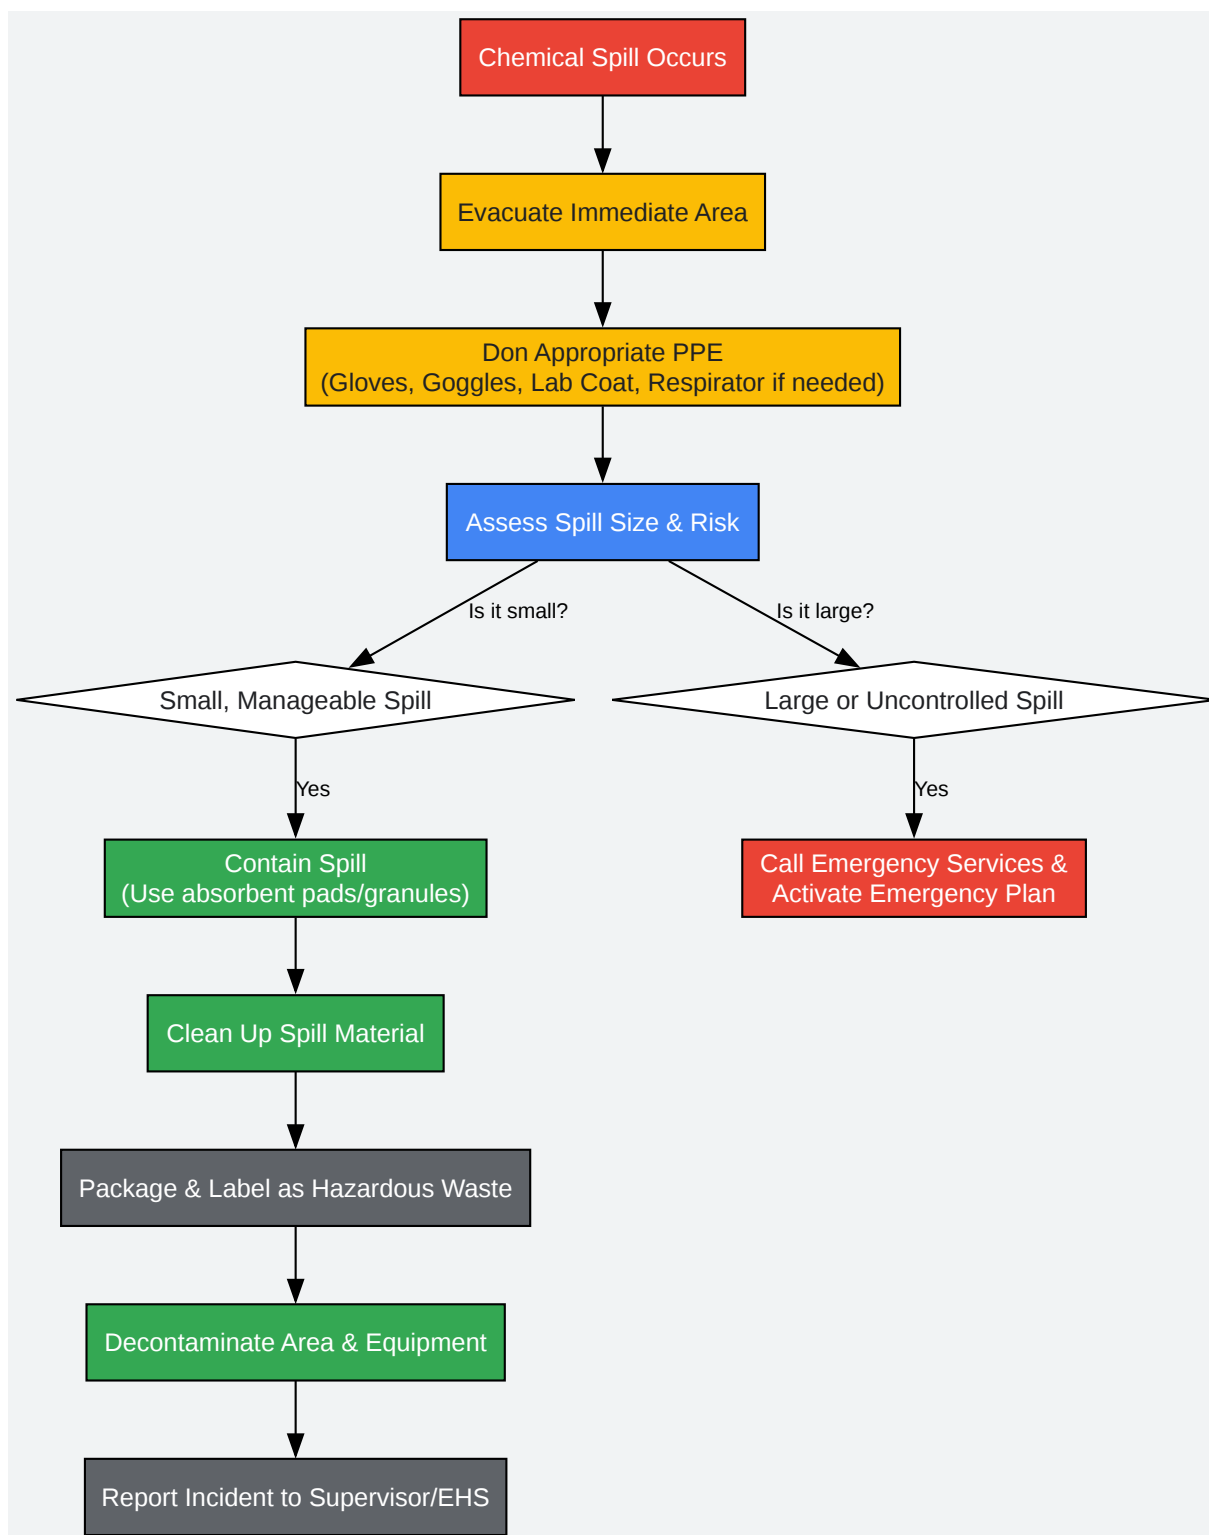 Chemical Spill Occurs
Evacuate Immediate Area
Don Appropriate PPE
(Gloves, Goggles, Lab Coat, Respirator if needed)
Assess Spill Size & Risk
Is it small?
Is it large?
Small, Manageable Spill
Large or Uncontrolled Spill
Yes
Yes
Contain Spill
(Use absorbent pads/granules)
Call Emergency Services &
Activate Emergency Plan
Clean Up Spill Material
Package & Label as Hazardous Waste
Decontaminate Area & Equipment
Report Incident to Supervisor/EHS